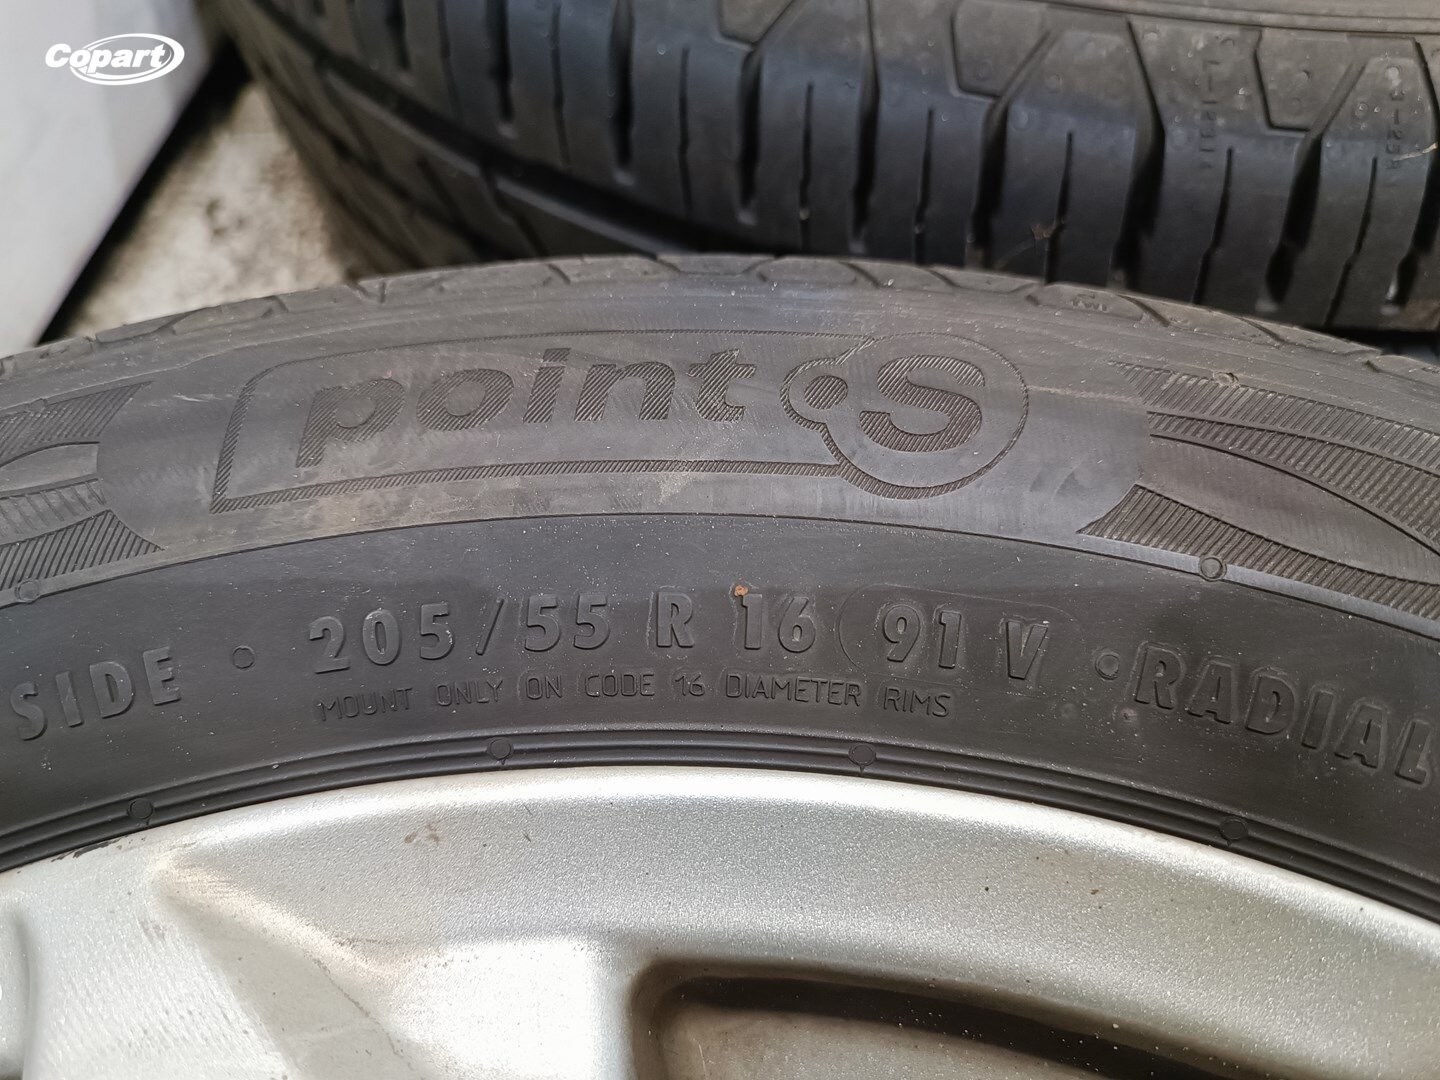 Copart
point S
SIDE • 205/55 R 16 91 V • RADIAL
MOUNT ONLY ON CODE 16 DIAMETER RIMS